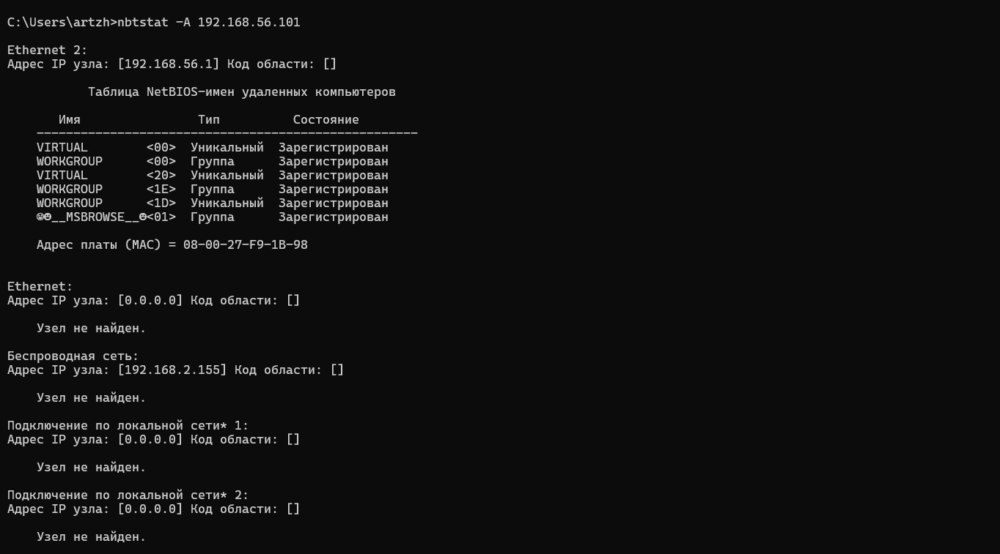 C:\Users\artzh>nbtstat -A 192.168.56.101
Ethernet 2:
Адрес IP узла: [192.168.56.1] Код области: []
Таблица NetBIOS-имен удаленных компьютеров
Имя Тип Состояние
----------------------------------------------------
VIRTUAL <00> Уникальный Зарегистрирован
WORKGROUP <00> Группа Зарегистрирован
VIRTUAL <20> Уникальный Зарегистрирован
WORKGROUP <1E> Группа Зарегистрирован
WORKGROUP <1D> Уникальный Зарегистрирован
☺☻__MSBROWSE__☻<01> Группа Зарегистрирован
Адрес платы (MAC) = 08-00-27-F9-1B-98
Ethernet:
Адрес IP узла: [0.0.0.0] Код области: []
Узел не найден.
Беспроводная сеть:
Адрес IP узла: [192.168.2.155] Код области: []
Узел не найден.
Подключение по локальной сети* 1:
Адрес IP узла: [0.0.0.0] Код области: []
Узел не найден.
Подключение по локальной сети* 2:
Адрес IP узла: [0.0.0.0] Код области: []
Узел не найден.